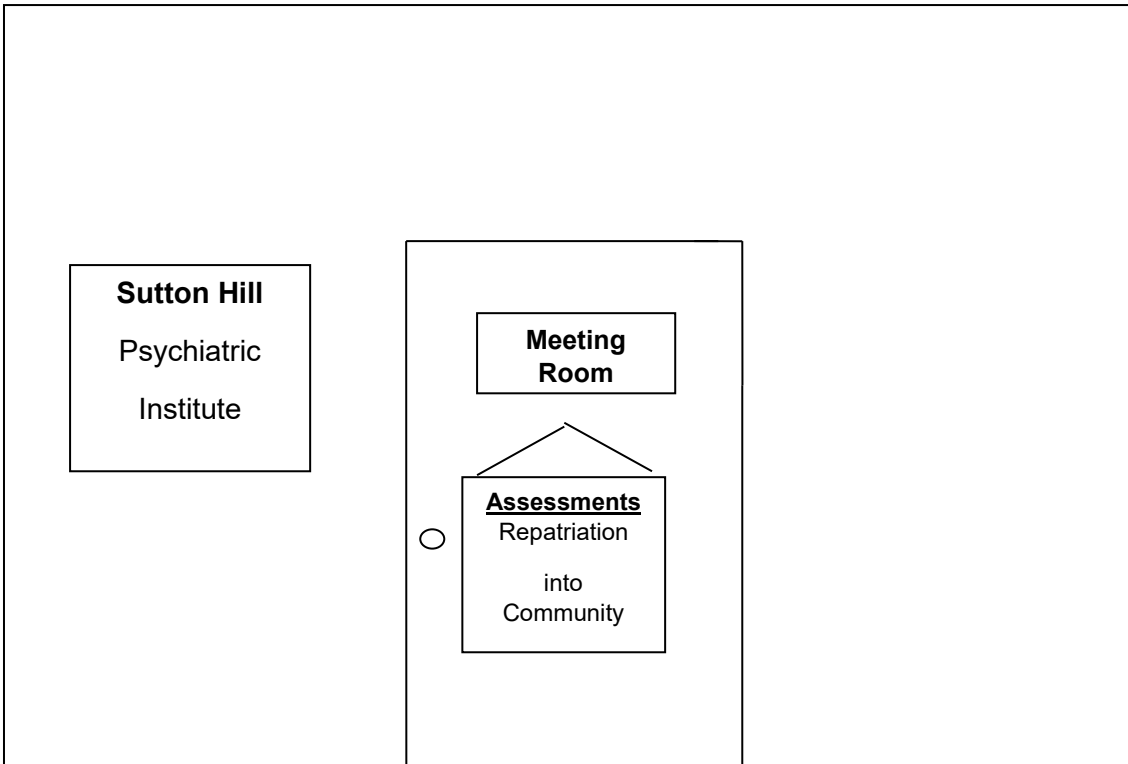 Sutton Hill
Psychiatric
Institute
Meeting
Room
Assessments
Repatriation
into
Community